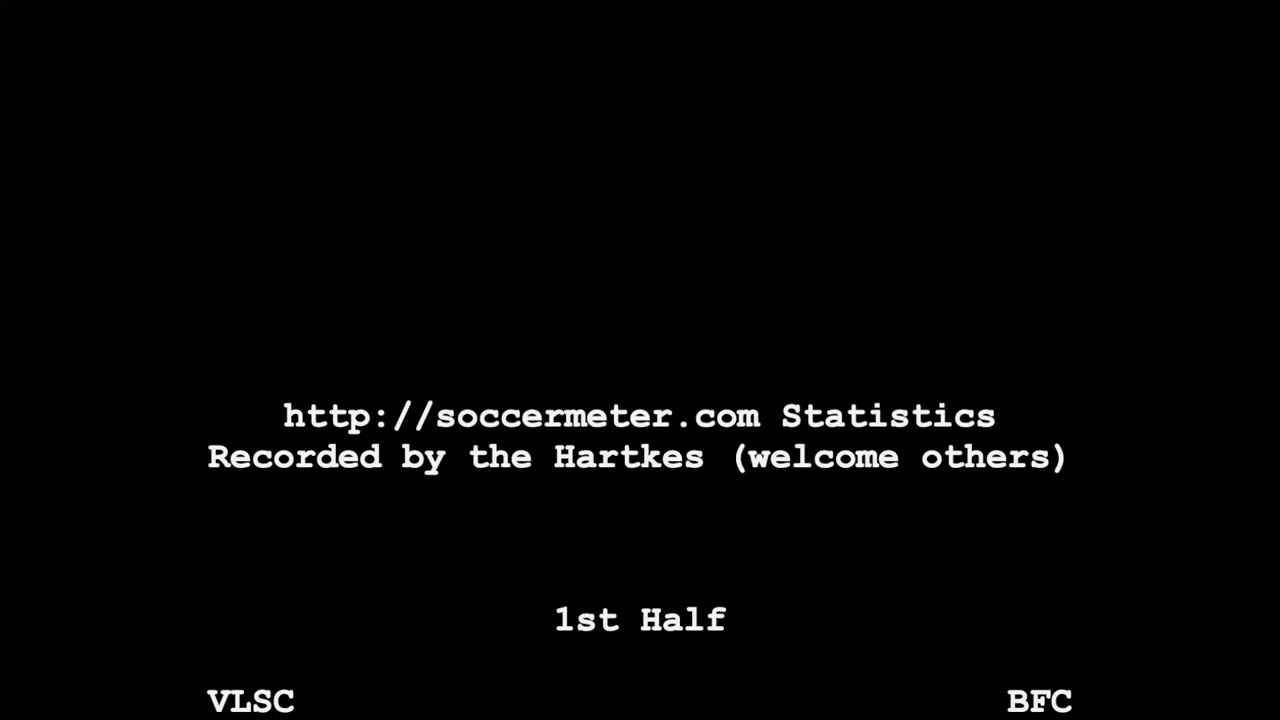 http://soccermeter.com Statistics
Recorded by the Hartkes (welcome others)
1st Half
VLSC BFC